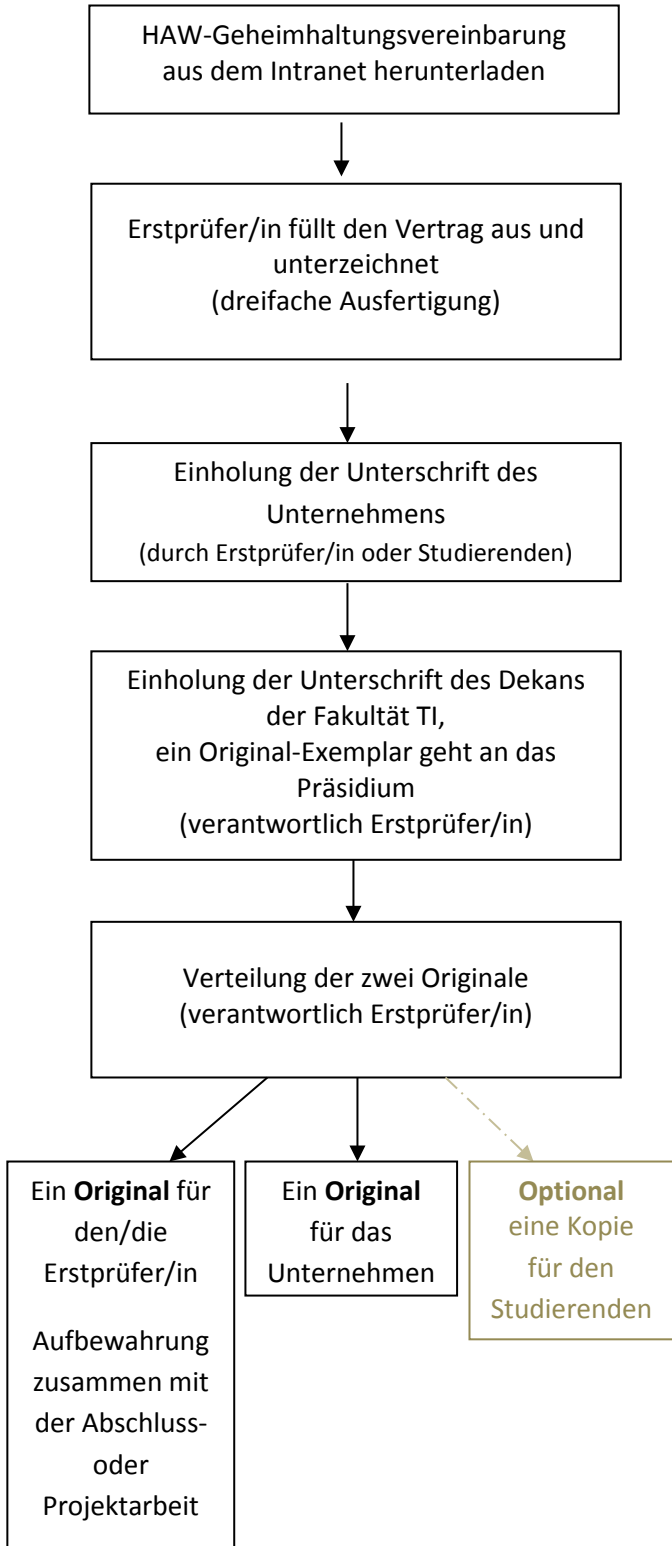 HAW-Geheimhaltungsvereinbarung
aus dem Intranet herunterladen
Erstprüfer/in füllt den Vertrag aus und
unterzeichnet
(dreifache Ausfertigung)
Einholung der Unterschrift des
Unternehmens
(durch Erstprüfer/in oder Studierenden)
Einholung der Unterschrift des Dekans
der Fakultät TI,
ein Original-Exemplar geht an das
Präsidium
(verantwortlich Erstprüfer/in)
Verteilung der zwei Originale
(verantwortlich Erstprüfer/in)
Ein Original für
den/die
Erstprüfer/in
Aufbewahrung
zusammen mit
der Abschluss-
oder
Projektarbeit
Ein Original
für das
Unternehmen
Optional
eine Kopie
für den
Studierenden